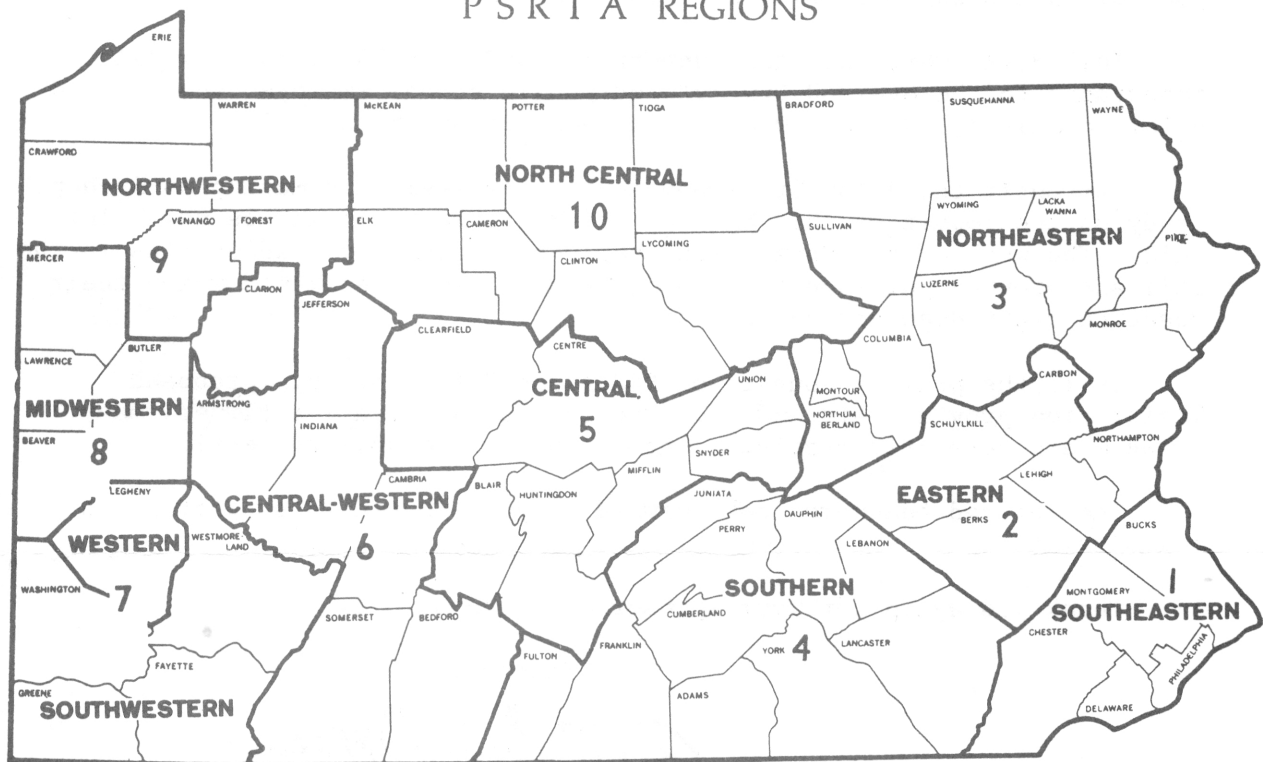 P S R T A REGIONS
ERIE
WARREN
McKEAN
POTTER
TIOGA
BRADFORD
SUSQUEHANNA
WAYNE
CRAWFORD
NORTHWESTERN
NORTH CENTRAL
10
VENANGO
FOREST
ELK
CAMERON
LYCOMING
SULLIVAN
WYOMING
LACKA
WANNA
NORTHEASTERN
PIKE
MERCER
9
CLARION
JEFFERSON
CLINTON
LUZERNE
3
MONROE
LAWRENCE
BUTLER
CLEARFIELD
CENTRE
COLUMBIA
CARBON
MIDWESTERN
ARMSTRONG
CENTRAL
UNION
MONTOUR
NORTHUM
BERLAND
SCHUYLKILL
BEAVER
8
INDIANA
5
SNYDER
NORTHAMPTON
LEGHENY
CENTRAL-WESTERN
CAMBRIA
BLAIR
HUNTINGDON
MIFFLIN
JUNIATA
DAUPHIN
EASTERN
LEHIGH
WESTERN
WESTMORE-
LAND
6
PERRY
LEBANON
BERKS
2
BUCKS
WASHINGTON
7
SOMERSET
BEDFORD
CUMBERLAND
SOUTHERN
MONTGOMERY
1
SOUTHEASTERN
FAYETTE
FULTON
FRANKLIN
YORK
4
LANCASTER
CHESTER
PHILADELPHIA
GREENE
SOUTHWESTERN
ADAMS
DELAWARE